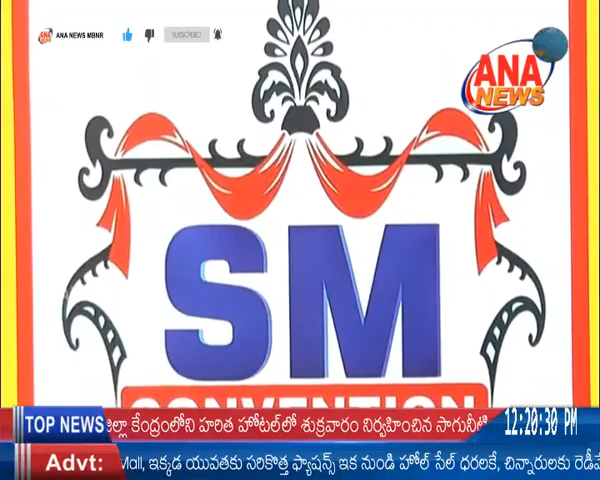 ANA NEWS MBNR
SUBSCRIBED
ANA
NEWS
SM
CONVENTION
TOP NEWS
కేంద్రంలోని హరిత హోటల్‌లో శుక్రవారం నిర్వహించిన సాగునీటి
12:20:30 PM
Advt:
Mall, ఇక్కడ యువతకు సరికొత్త ఫ్యాషన్స్ ఇక నుండి హోల్ సేల్ ధరలకే, చిన్నారులకు